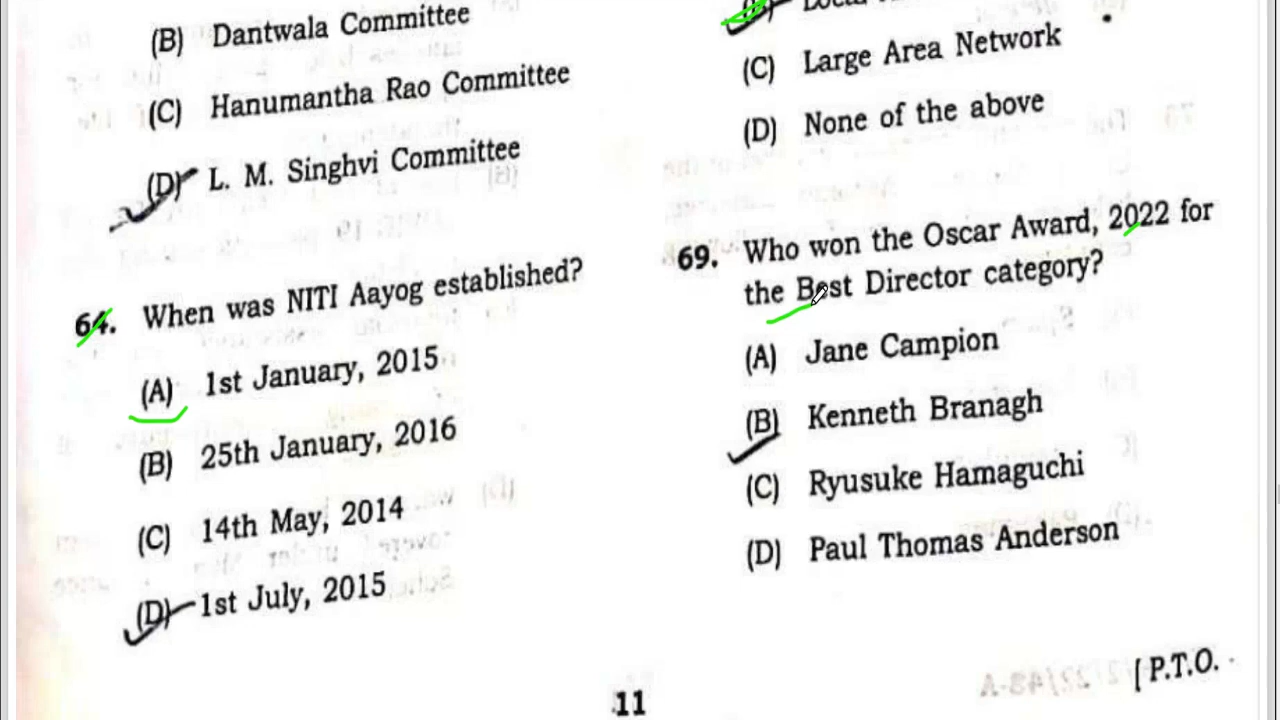 (B) Dantwala Committee
(C) Hanumantha Rao Committee
(D) L. M. Singhvi Committee
64. When was NITI Aayog established?
(A) 1st January, 2015
(B) 25th January, 2016
(C) 14th May, 2014
(D) 1st July, 2015
(C) Large Area Network
(D) None of the above
69. Who won the Oscar Award, 2022 for
the Best Director category?
(A) Jane Campion
(B) Kenneth Branagh
(C) Ryusuke Hamaguchi
(D) Paul Thomas Anderson
11
[ P.T.O.